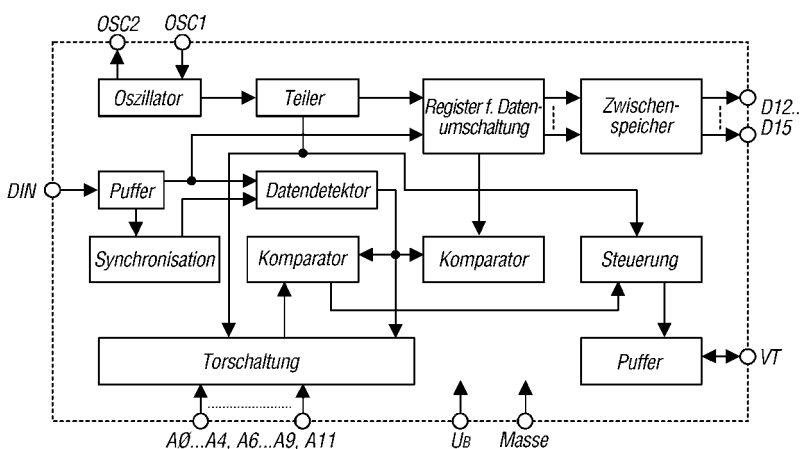 OSC2
OSC1
Oszillator
Teiler
Register f. Daten-
umschaltung
Zwischen-
speicher
D12..
D15
DIN
Puffer
Datendetektor
Synchronisation
Komparator
Komparator
Steuerung
Torschaltung
Puffer
VT
AØ...A4, A6...A9, A11
UB
Masse